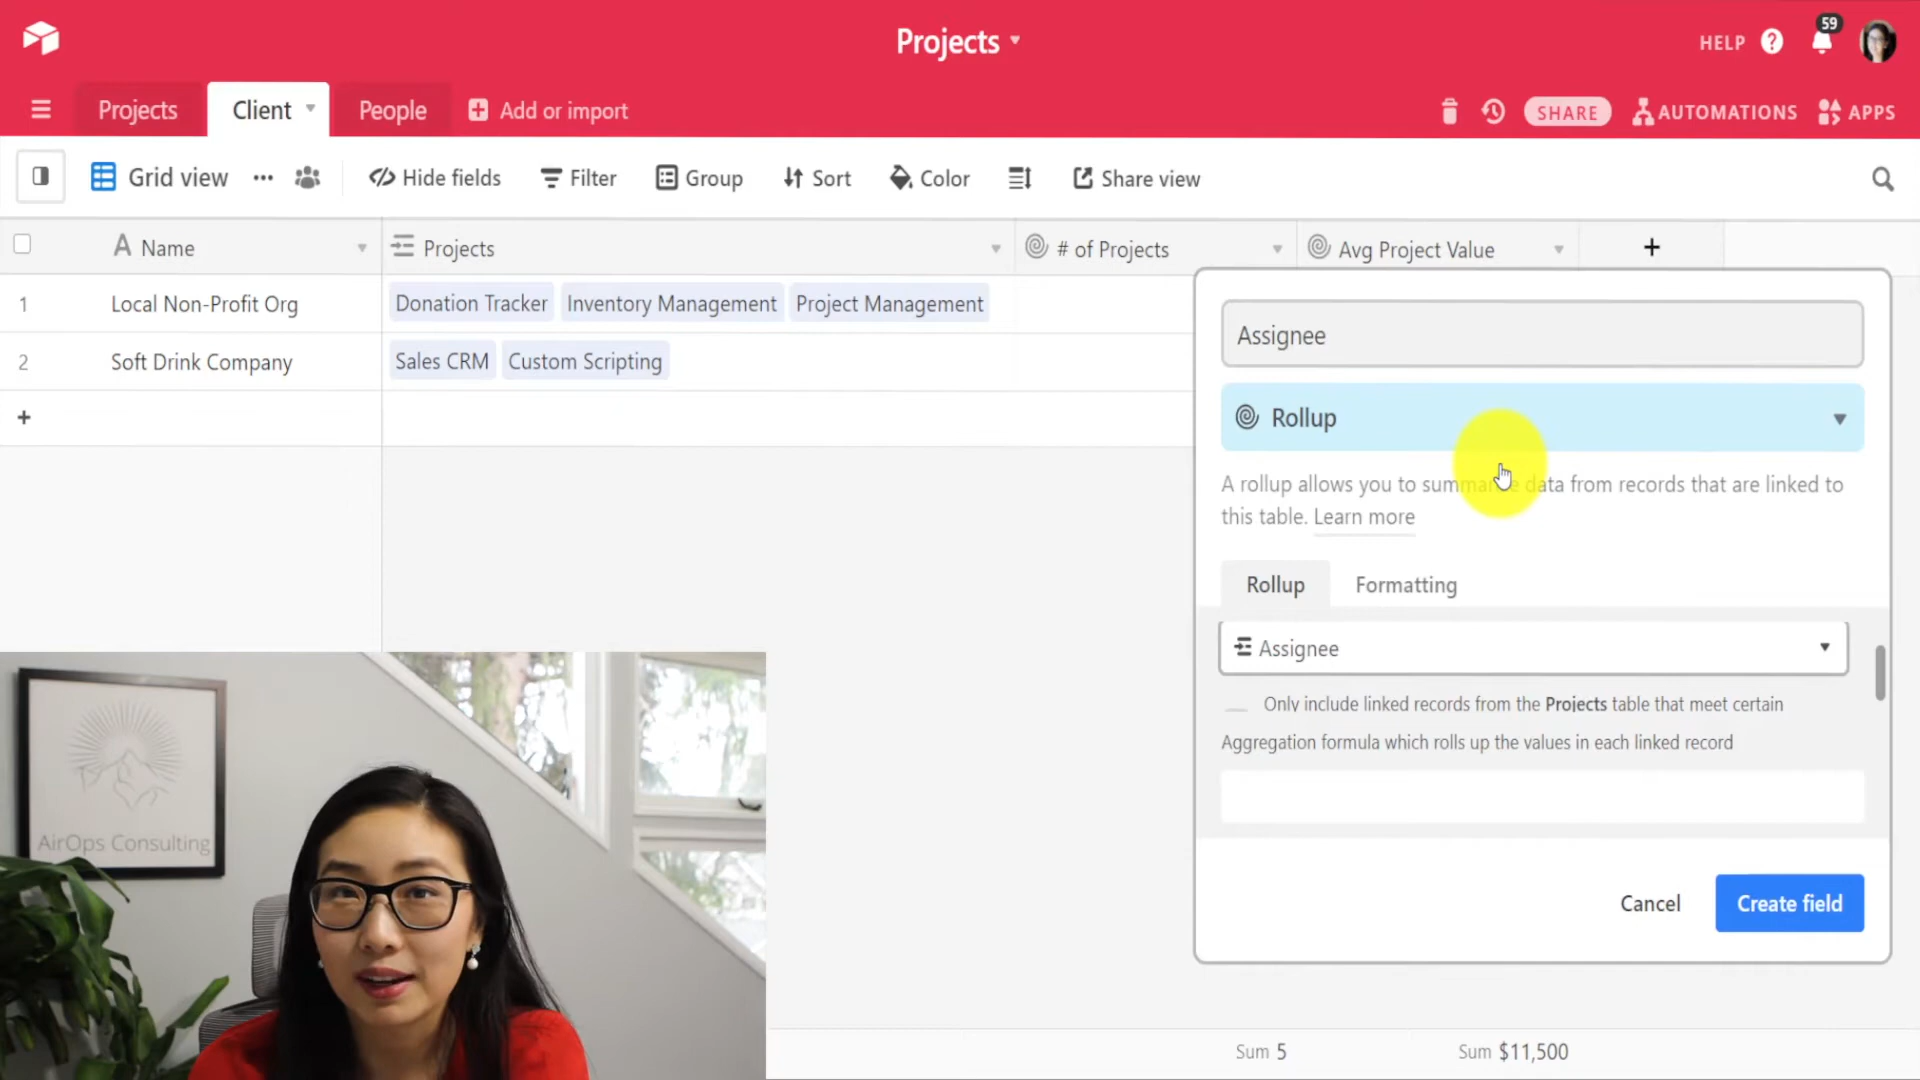 Projects
HELP
59
Projects
Client
People
Add or import
SHARE
AUTOMATIONS
APPS
Grid view
Hide fields
Filter
Group
Sort
Color
Share view
Name
Projects
# of Projects
Avg Project Value
1
Local Non-Profit Org
Donation Tracker
Inventory Management
Project Management
2
Soft Drink Company
Sales CRM
Custom Scripting
Assignee
Rollup
A rollup allows you to summarize data from records that are linked to
this table. Learn more
Rollup
Formatting
Assignee
Only include linked records from the Projects table that meet certain
Aggregation formula which rolls up the values in each linked record
Cancel
Create field
AirOps Consulting
Sum 5
Sum $11,500